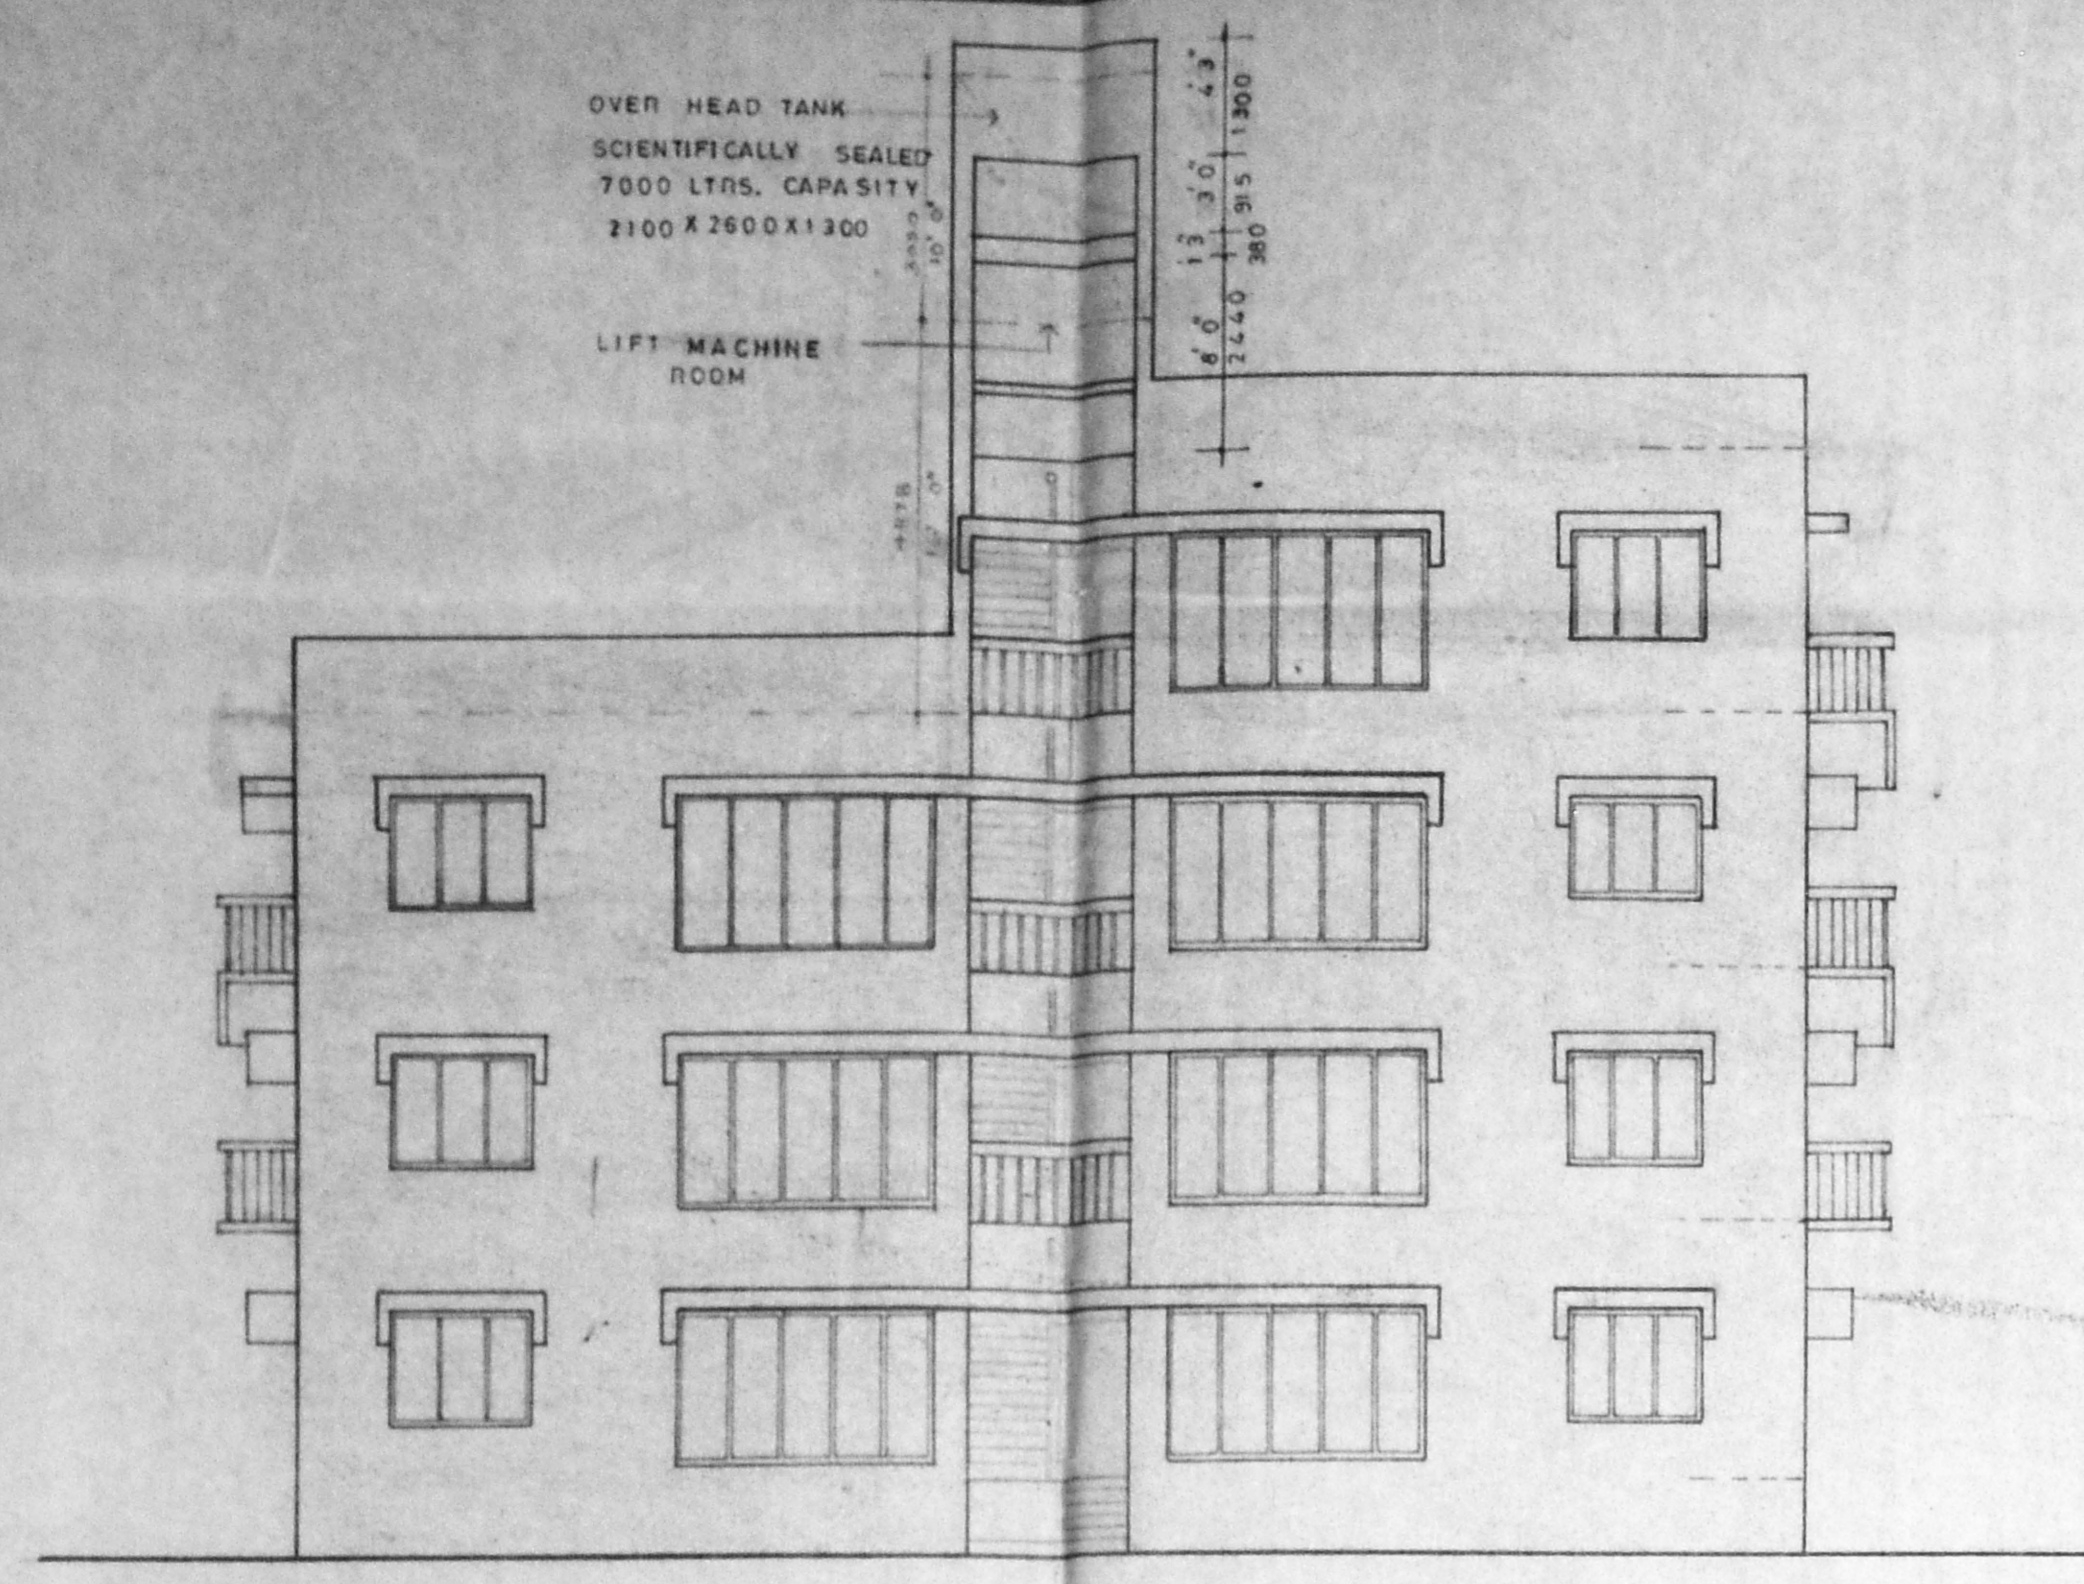 OVER HEAD TANK
SCIENTIFICALLY SEALED
7000 LTRS. CAPASITY
2100 X 2600 X 1300
LIFT MACHINE
ROOM
4' 3"
1300
3' 0"
915
1' 3"
380
8' 0"
2440
10' 0"